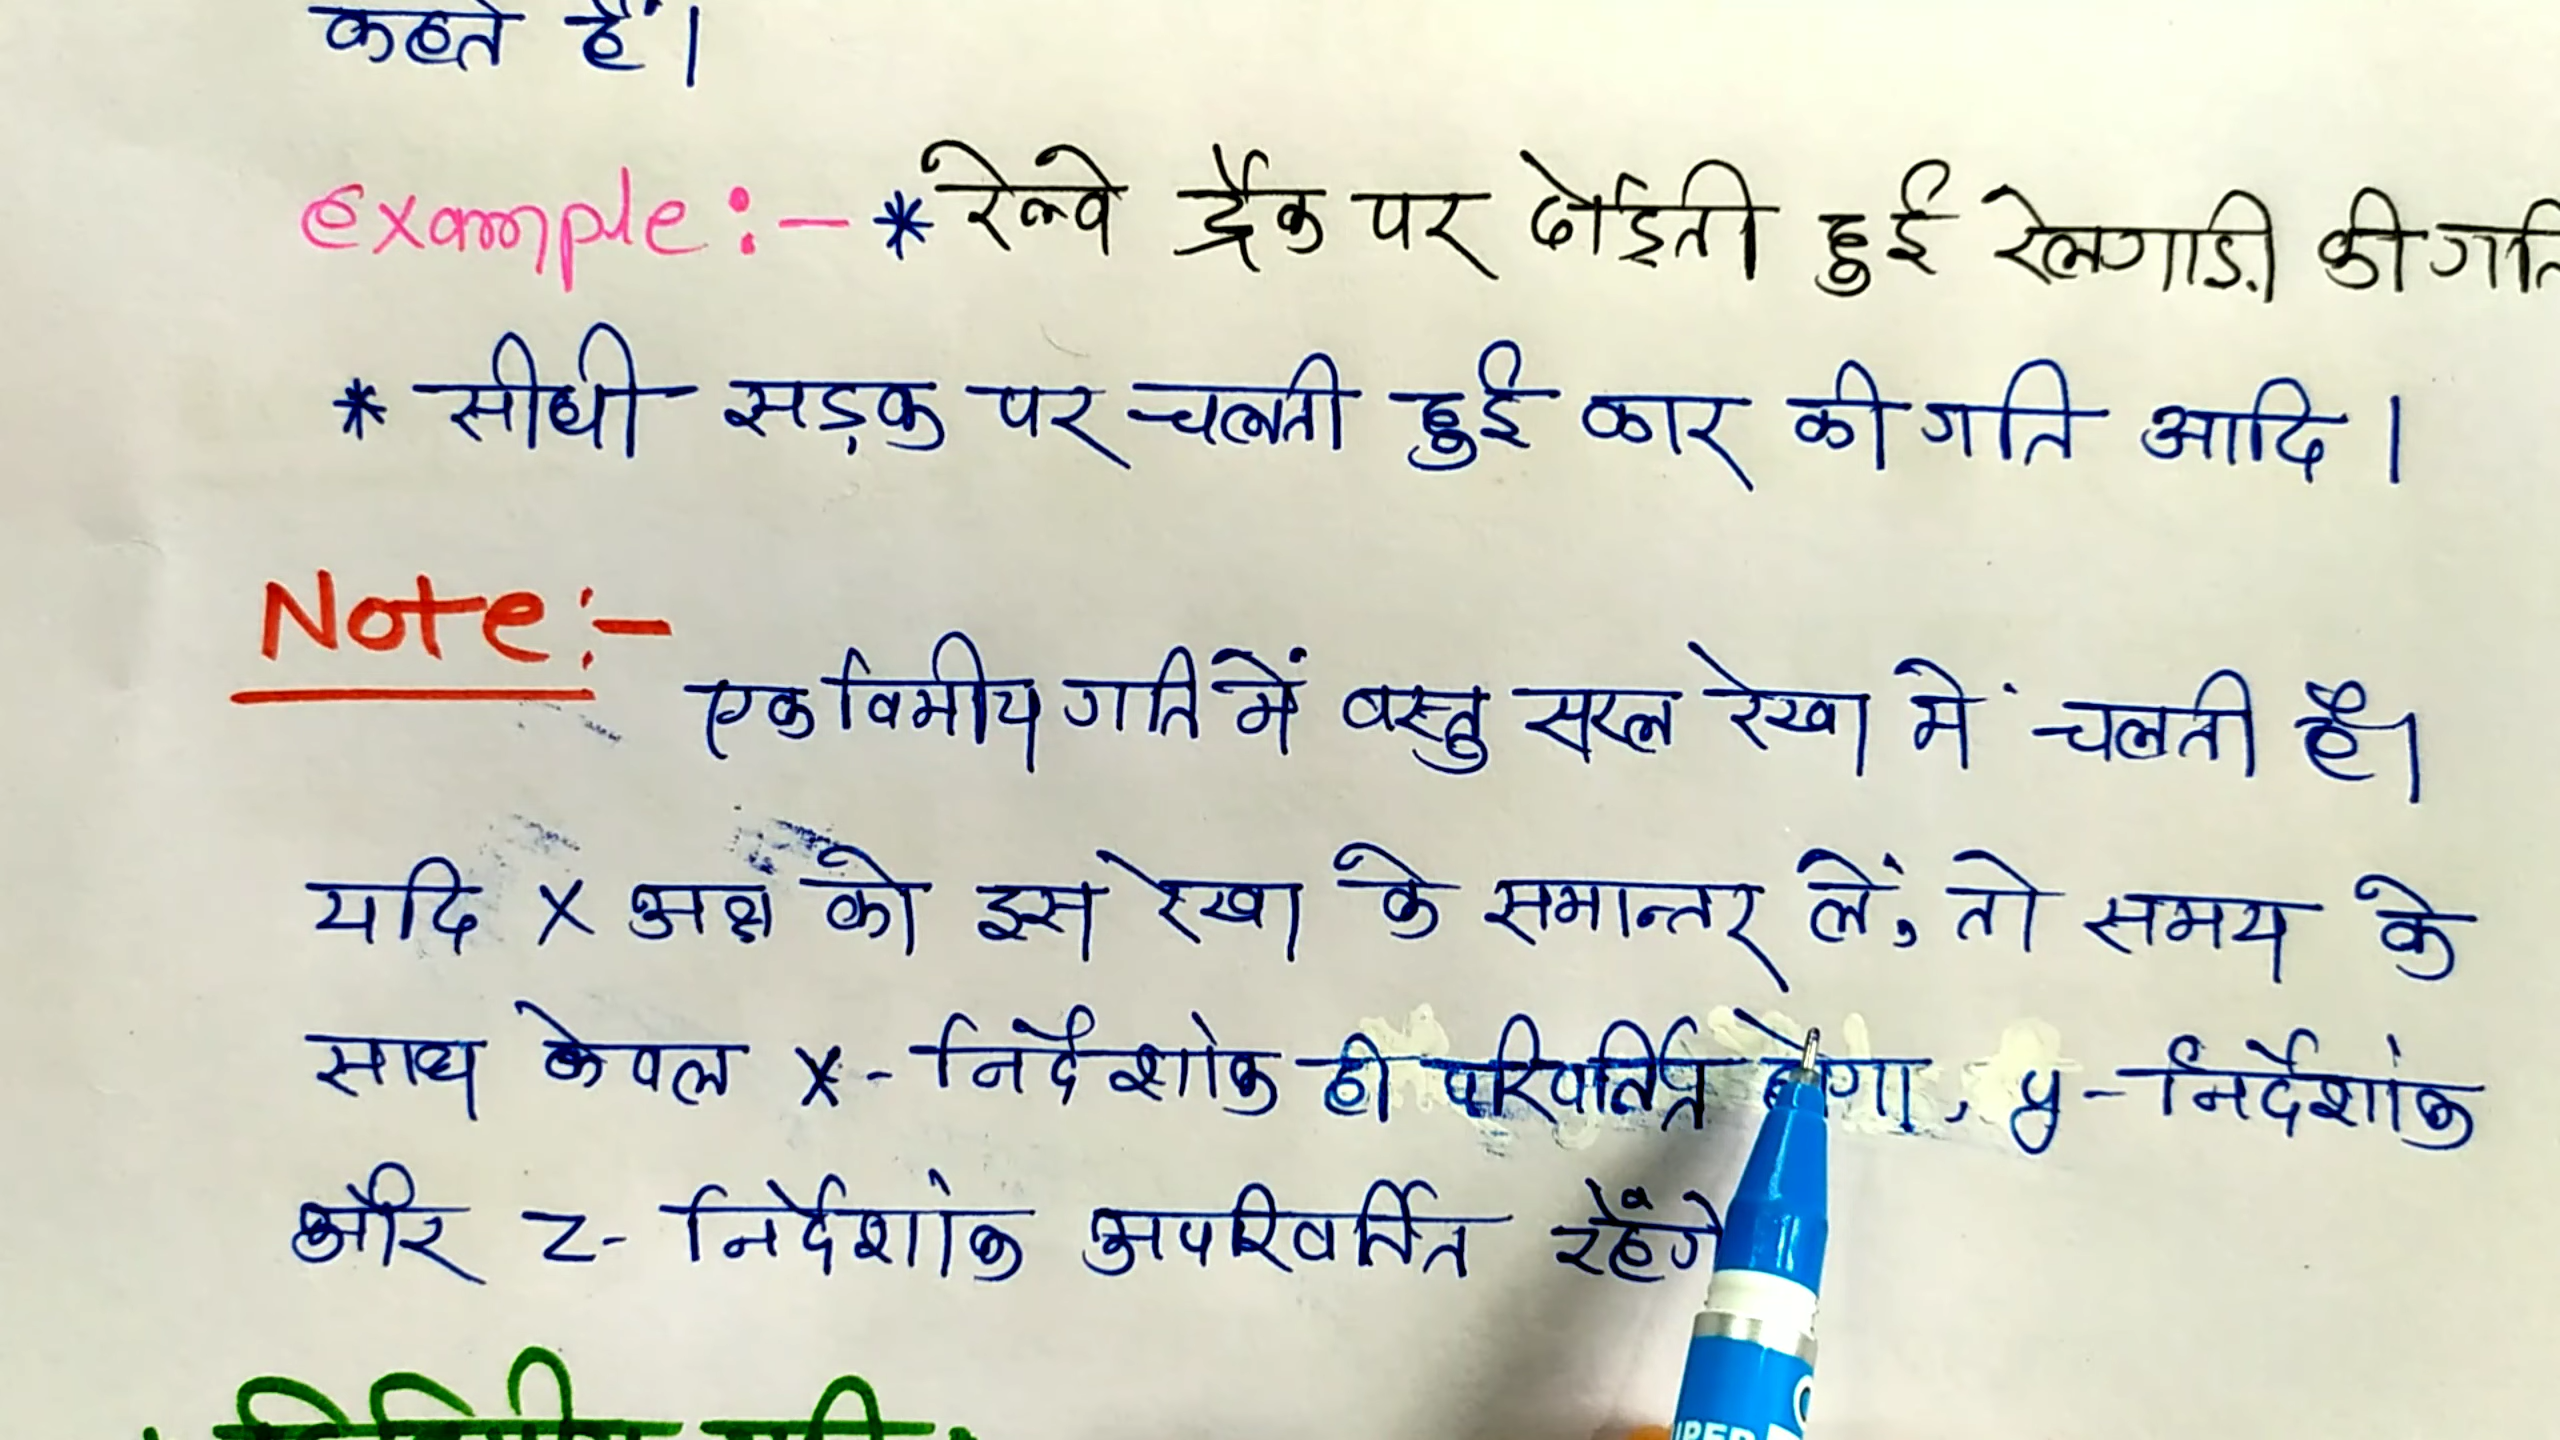 कहते हैं।
example:- * रेल्वे ट्रैक पर दौड़ती हुई रेलगाड़ी की गति
* सीधी सड़क पर चलती हुई कार की गति आदि ।
Note:-
एकविमीय गति में वस्तु सरल रेखा में चलती है।
यदि x अक्ष को इस रेखा के समान्तर लें, तो समय के
साथ केवल x - निर्देशांक ही परिवर्तित होगा, y - निर्देशांक
और z - निर्देशांक अपरिवर्तित रहेंगे